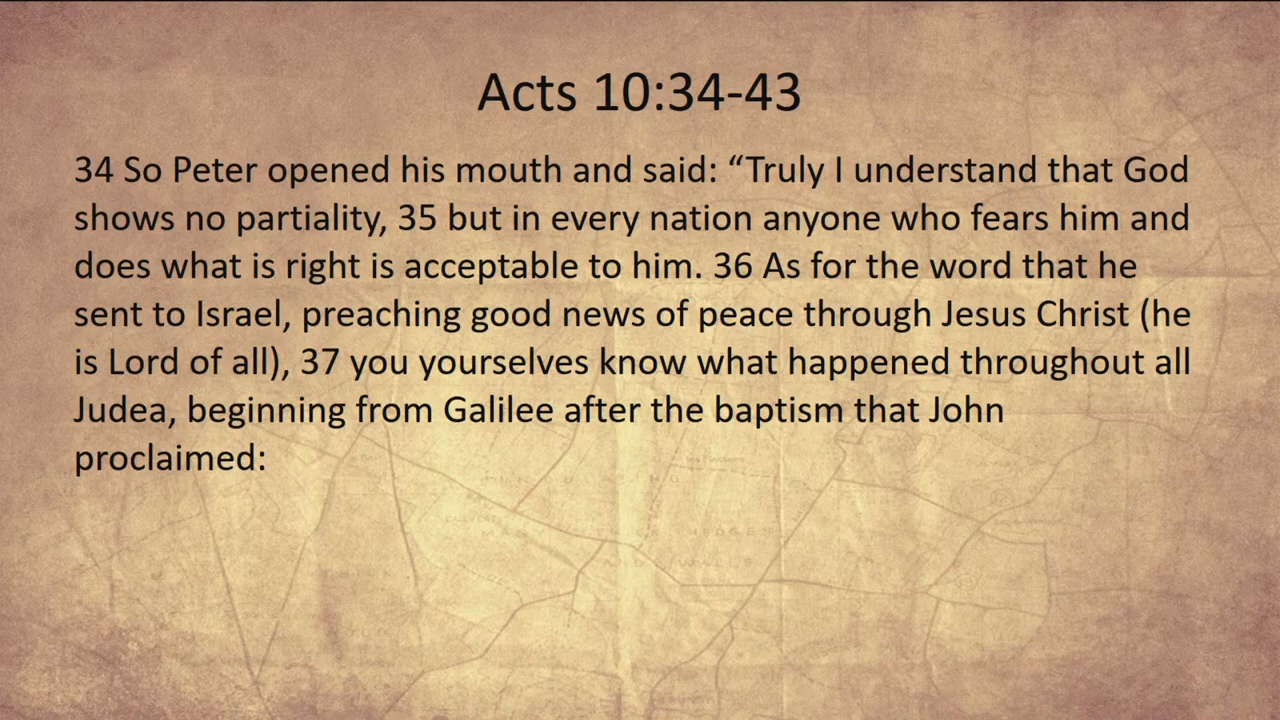 Acts 10:34-43
34 So Peter opened his mouth and said: “Truly I understand that God
shows no partiality, 35 but in every nation anyone who fears him and
does what is right is acceptable to him. 36 As for the word that he
sent to Israel, preaching good news of peace through Jesus Christ (he
is Lord of all), 37 you yourselves know what happened throughout all
Judea, beginning from Galilee after the baptism that John
proclaimed: